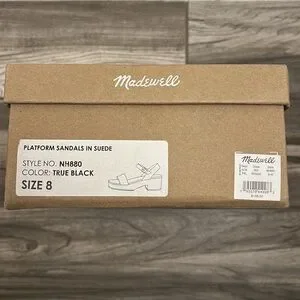 Madewell
PLATFORM SANDALS IN SUEDE
STYLE NO. NH880
COLOR: TRUE BLACK
SIZE 8
Madewell